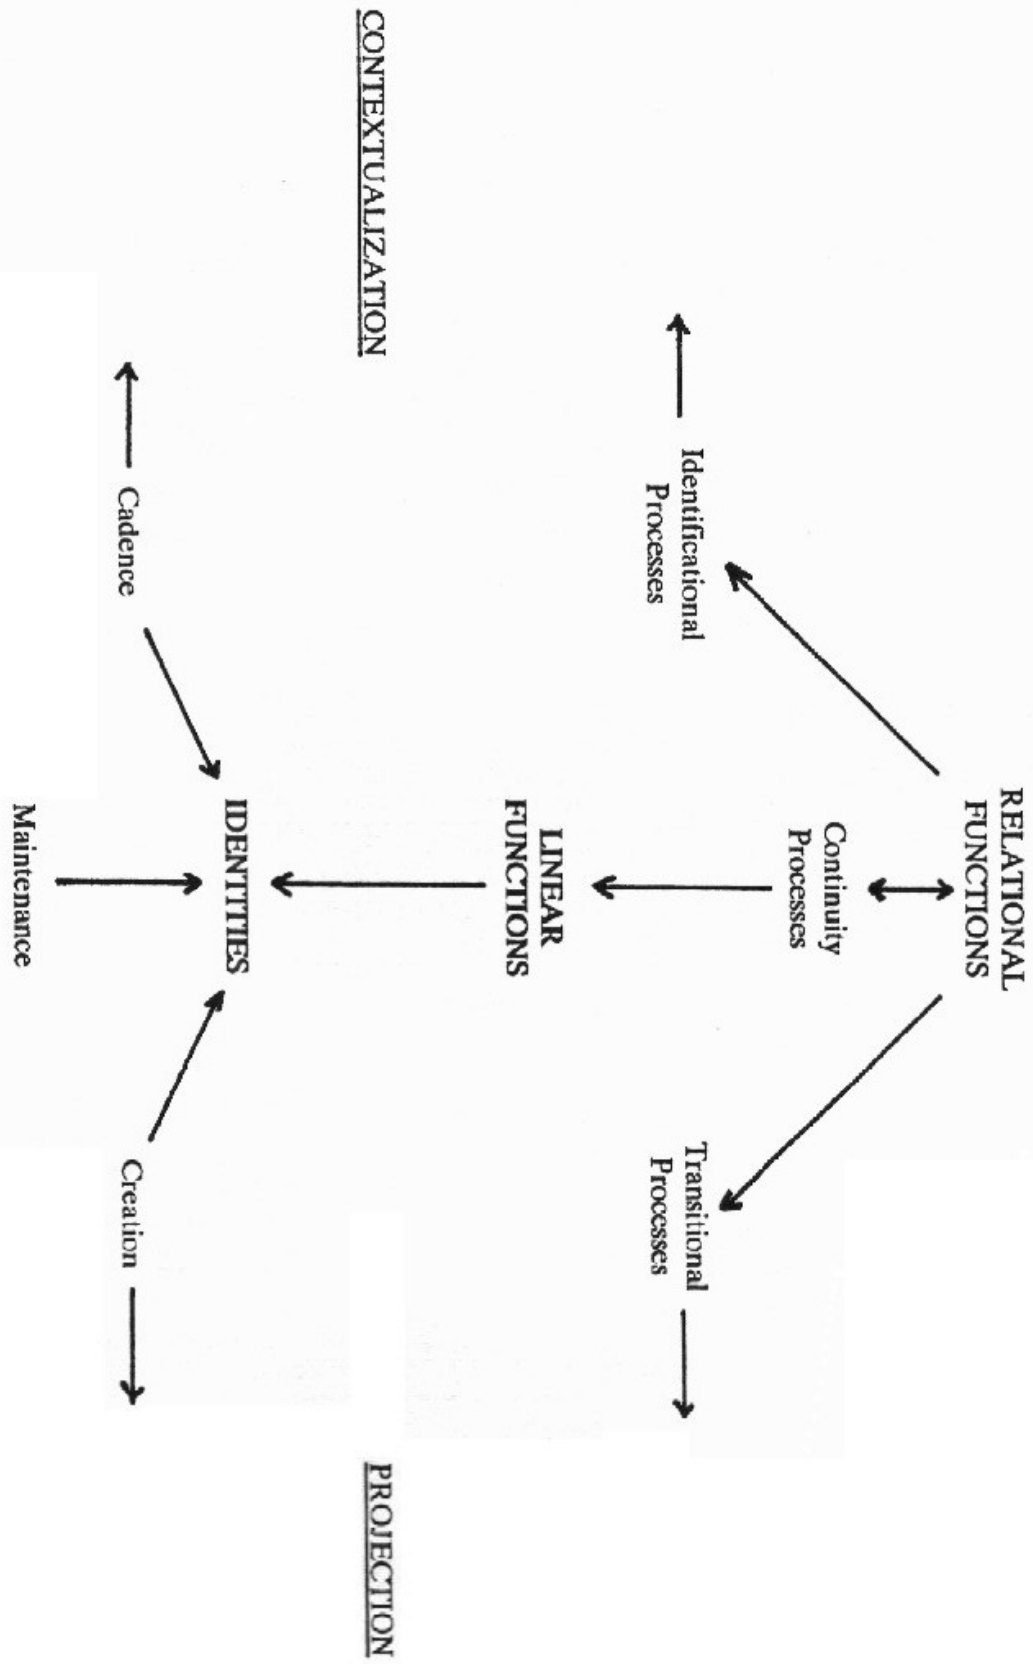 RELATIONAL
FUNCTIONS
Continuity
Processes
Identificational
Processes
Transitional
Processes
LINEAR
FUNCTIONS
CONTEXTUALIZATION
PROJECTION
IDENTITIES
Cadence
Creation
Maintenance